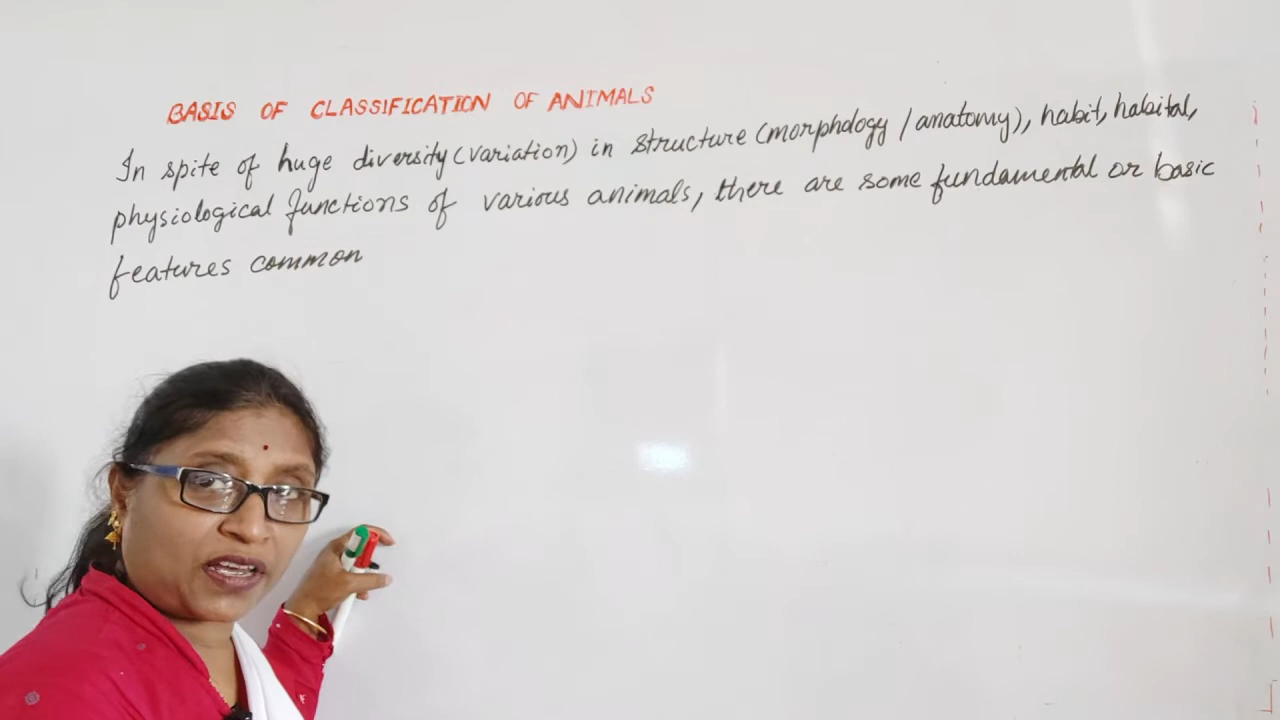 BASIS OF CLASSIFICATION OF ANIMALS
In spite of huge diversity (variation) in structure (morphology / anatomy), habit, habital,
physiological functions of various animals, there are some fundamental or basic
features common